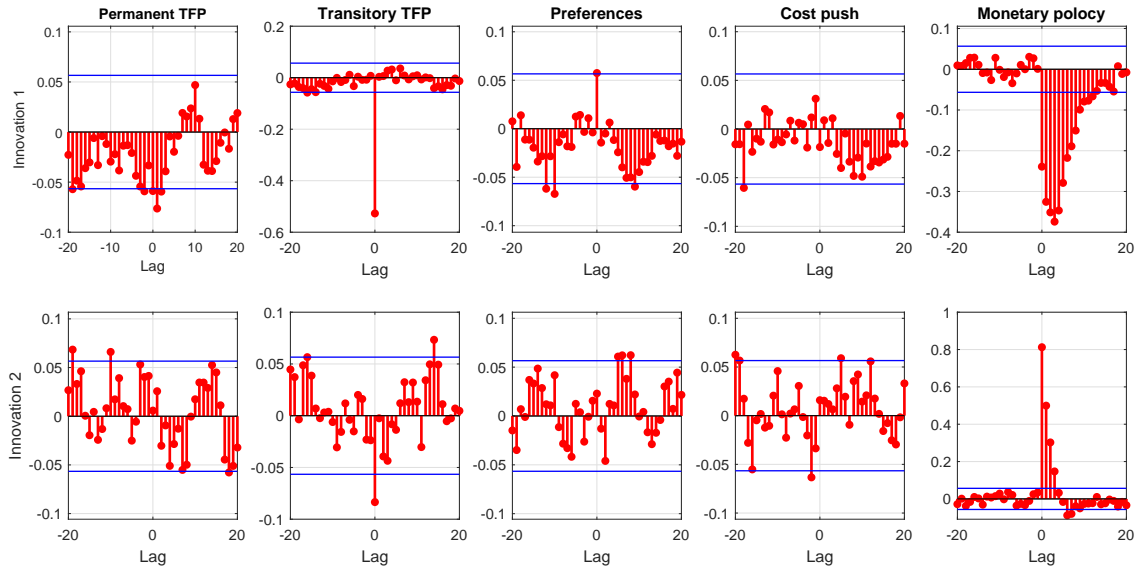 Permanent TFP Transitory TFP Preferences Cost push Monetary polocy
0.1 0.2 0.1 0.1 0.1
0.05 0 0.05 0.05 0
0 -0.2 0 0 -0.1
-0.05 -0.4 -0.05 -0.05 -0.2
-0.1 -0.6 -0.1 -0.1 -0.3
-0.4
Innovation 1
-20 -10 0 10 20 -20 0 20 -20 0 20 -20 0 20 -20 0 20
Lag Lag Lag Lag Lag
0.1 0.1 0.1 0.1 1
0.05 0.05 0.05 0.05 0.8
0 0 0 0 0.6
-0.05 -0.05 -0.05 -0.05 0.4
-0.1 -0.1 -0.1 -0.1 0.2
0
Innovation 2
-20 0 20 -20 0 20 -20 0 20 -20 0 20 -20 0 20
Lag Lag Lag Lag Lag